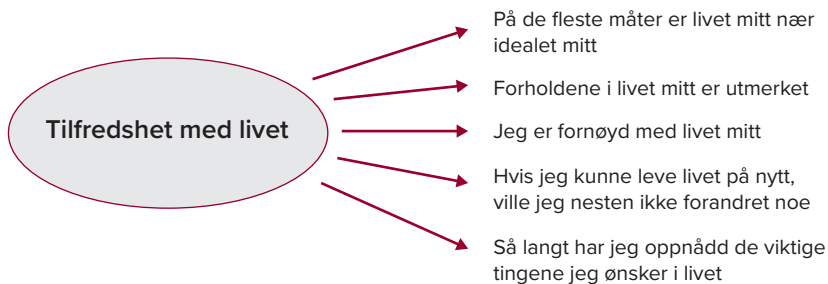 På de fleste måter er livet mitt nær
idealet mitt
Forholdene i livet mitt er utmerket
Tilfredshet med livet
Jeg er fornøyd med livet mitt
Hvis jeg kunne leve livet på nytt,
ville jeg nesten ikke forandret noe
Så langt har jeg oppnådd de viktige
tingene jeg ønsker i livet